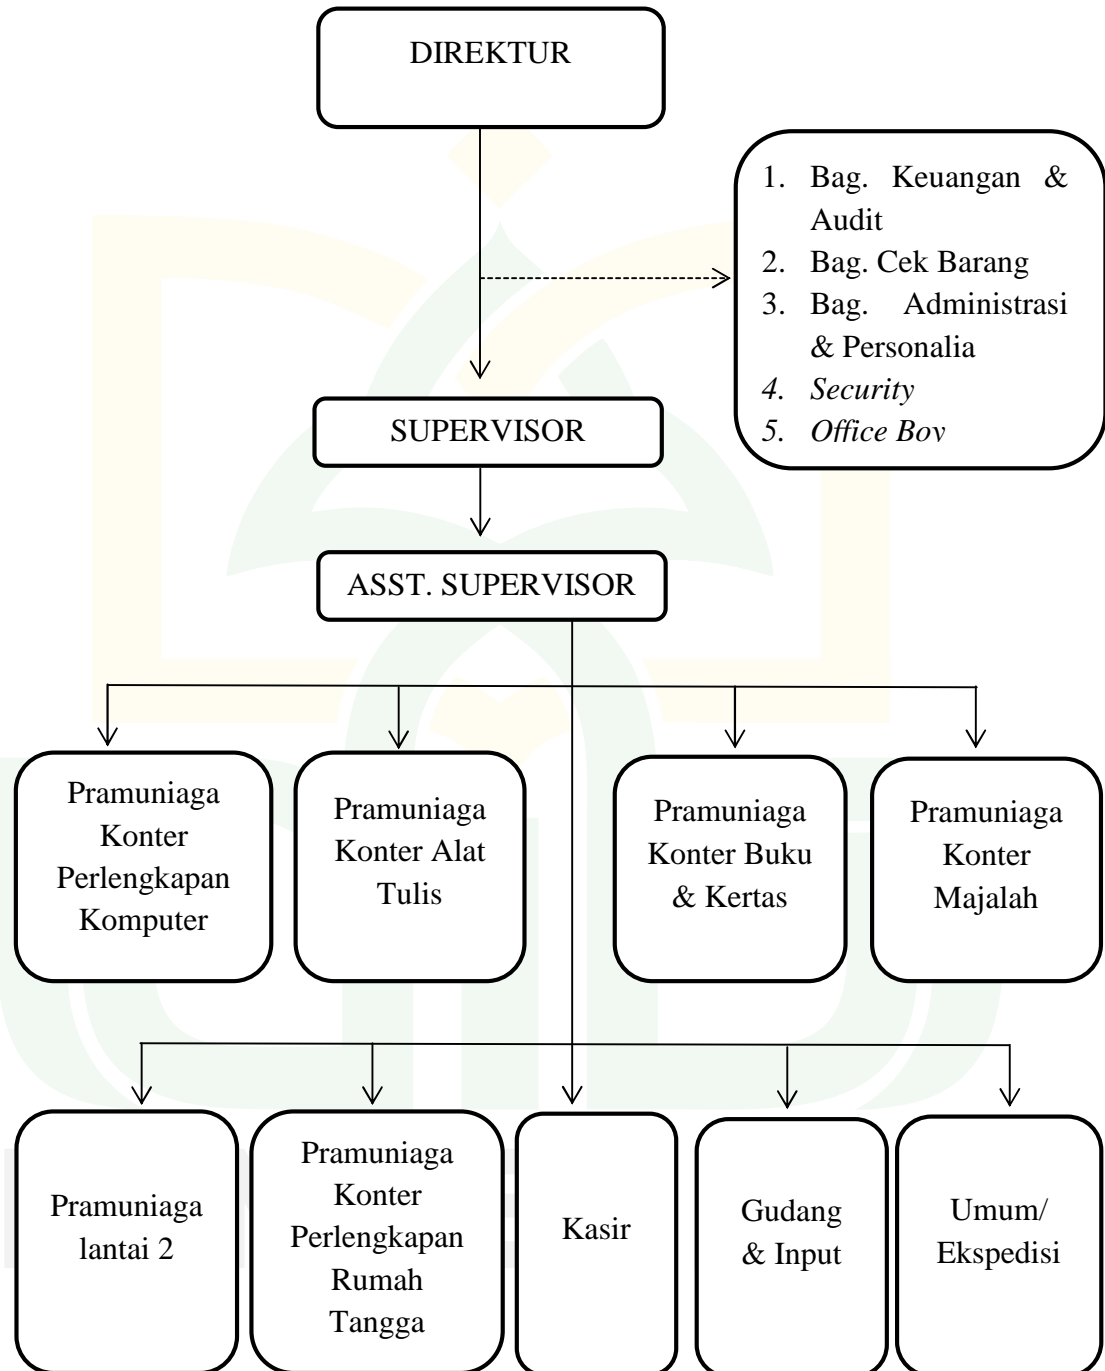 DIREKTUR
1. Bag. Keuangan &
Audit
2. Bag. Cek Barang
3. Bag. Administrasi
& Personalia
4. Security
5. Office Boy
SUPERVISOR
ASST. SUPERVISOR
Pramuniaga
Konter
Perlengkapan
Komputer
Pramuniaga
Konter Alat
Tulis
Pramuniaga
Konter Buku
& Kertas
Pramuniaga
Konter
Majalah
Pramuniaga
lantai 2
Pramuniaga
Konter
Perlengkapan
Rumah
Tangga
Kasir
Gudang
& Input
Umum/
Ekspedisi